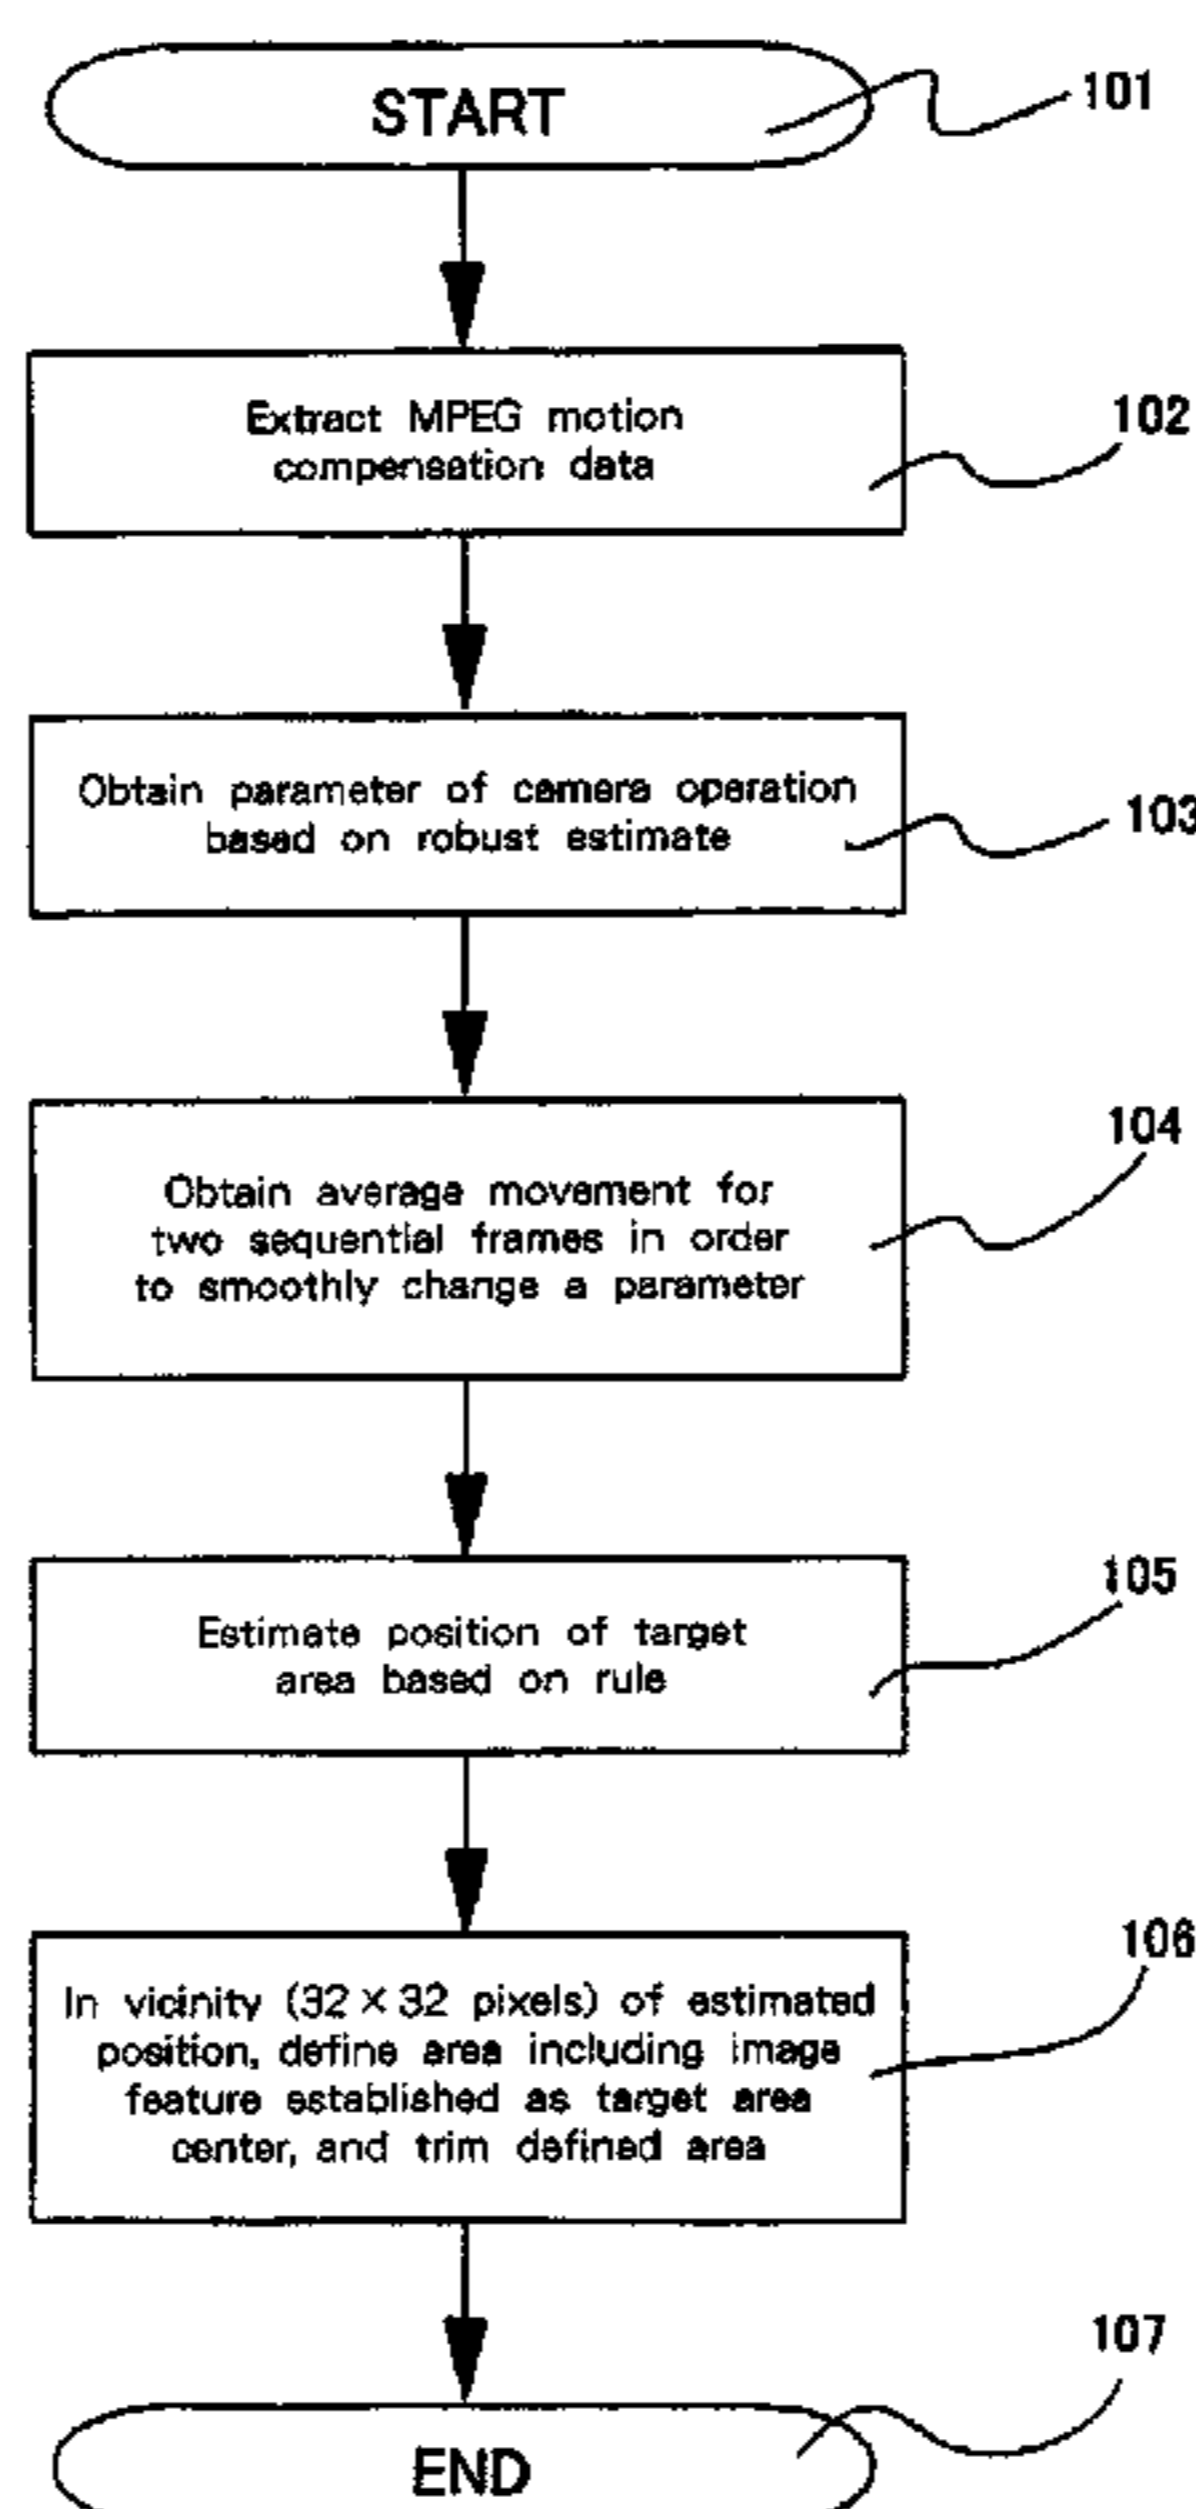 START
101
Extract MPEG motion
compensation data
102
Obtain parameter of camera operation
based on robust estimate
103
Obtain average movement for
two sequential frames in order
to smoothly change a parameter
104
Estimate position of target
area based on rule
105
In vicinity (32×32 pixels) of estimated
position, define area including image
feature established as target area
center, and trim defined area
106
END
107